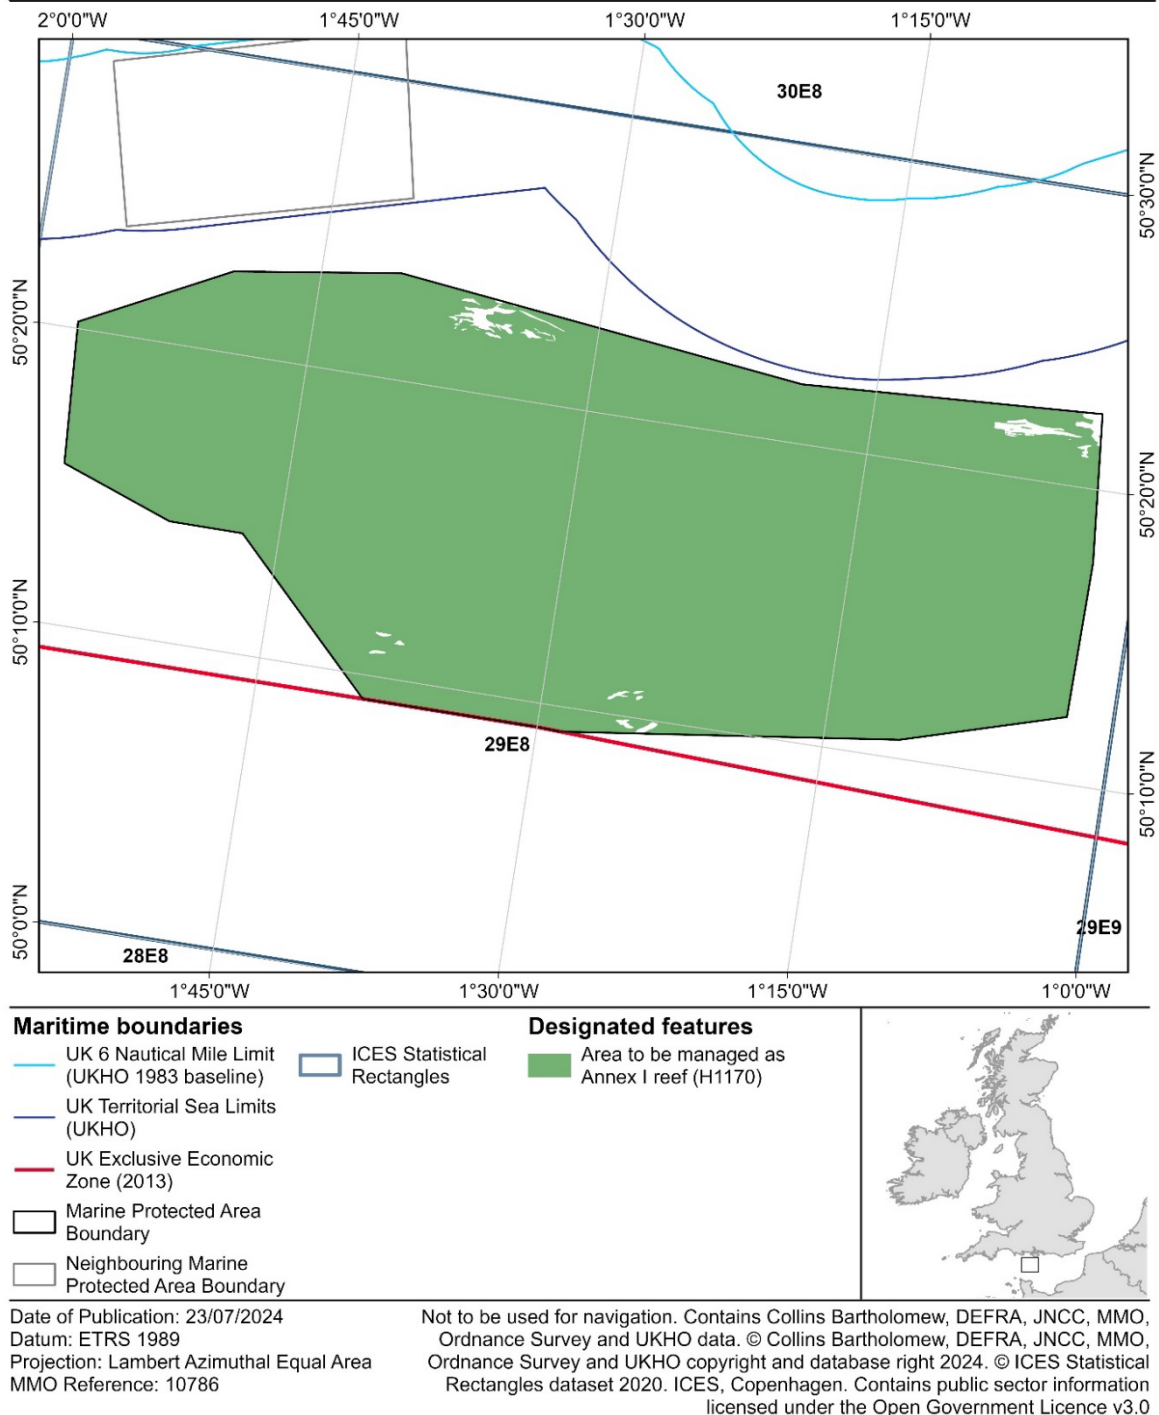 2°0'0"W 1°45'0"W 1°30'0"W 1°15'0"W
30E8
50°30'0"N
50°20'0"N
50°20'0"N
50°10'0"N
29E8
50°10'0"N
50°0'0"N
28E8
29E9
1°45'0"W 1°30'0"W 1°15'0"W 1°0'0"W
Maritime boundaries
UK 6 Nautical Mile Limit
(UKHO 1983 baseline)
UK Territorial Sea Limits
(UKHO)
UK Exclusive Economic
Zone (2013)
Marine Protected Area
Boundary
Neighbouring Marine
Protected Area Boundary
ICES Statistical
Rectangles
Designated features
Area to be managed as
Annex I reef (H1170)
Date of Publication: 23/07/2024
Datum: ETRS 1989
Projection: Lambert Azimuthal Equal Area
MMO Reference: 10786
Not to be used for navigation. Contains Collins Bartholomew, DEFRA, JNCC, MMO,
Ordnance Survey and UKHO data. © Collins Bartholomew, DEFRA, JNCC, MMO,
Ordnance Survey and UKHO copyright and database right 2024. © ICES Statistical
Rectangles dataset 2020. ICES, Copenhagen. Contains public sector information
licensed under the Open Government Licence v3.0